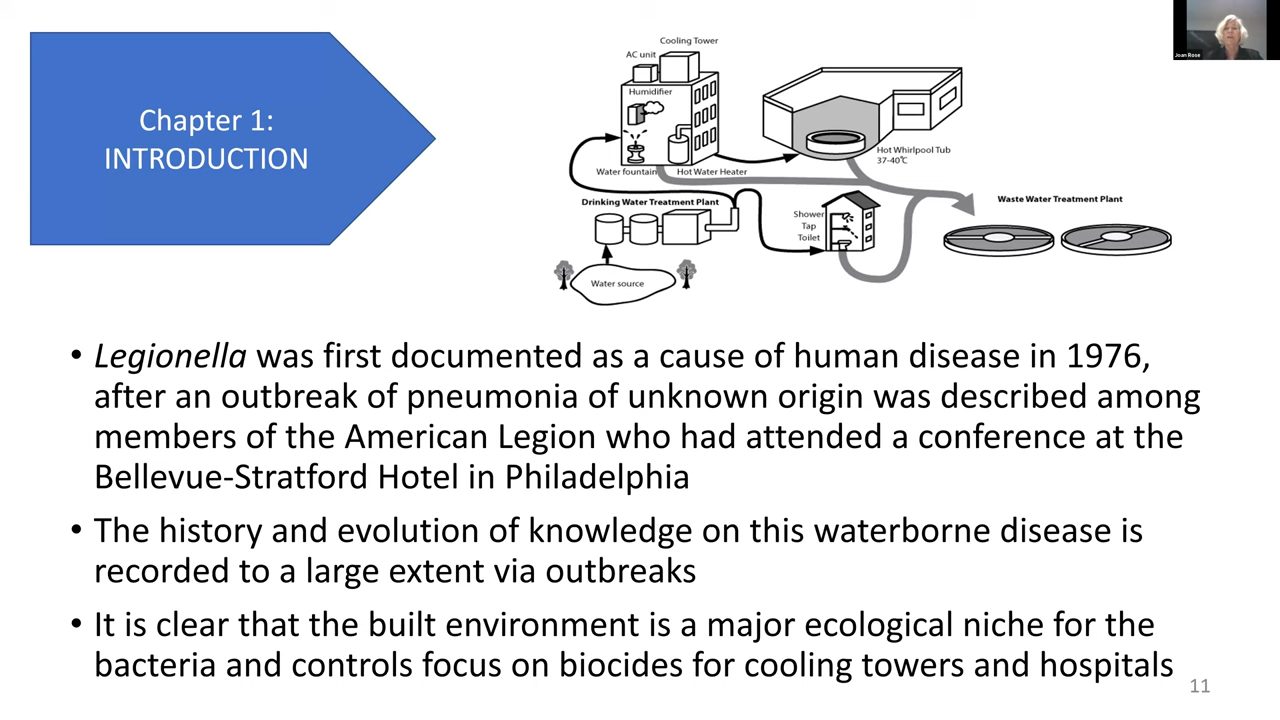 Chapter 1:
INTRODUCTION
Cooling Tower
AC unit
Humidifier
Water fountain
Hot Water Heater
Hot Whirlpool Tub
37-40℃
Drinking Water Treatment Plant
Waste Water Treatment Plant
Shower
Tap
Toilet
Water source
Joan Rose
• Legionella was first documented as a cause of human disease in 1976,
after an outbreak of pneumonia of unknown origin was described among
members of the American Legion who had attended a conference at the
Bellevue-Stratford Hotel in Philadelphia
• The history and evolution of knowledge on this waterborne disease is
recorded to a large extent via outbreaks
• It is clear that the built environment is a major ecological niche for the
bacteria and controls focus on biocides for cooling towers and hospitals
11